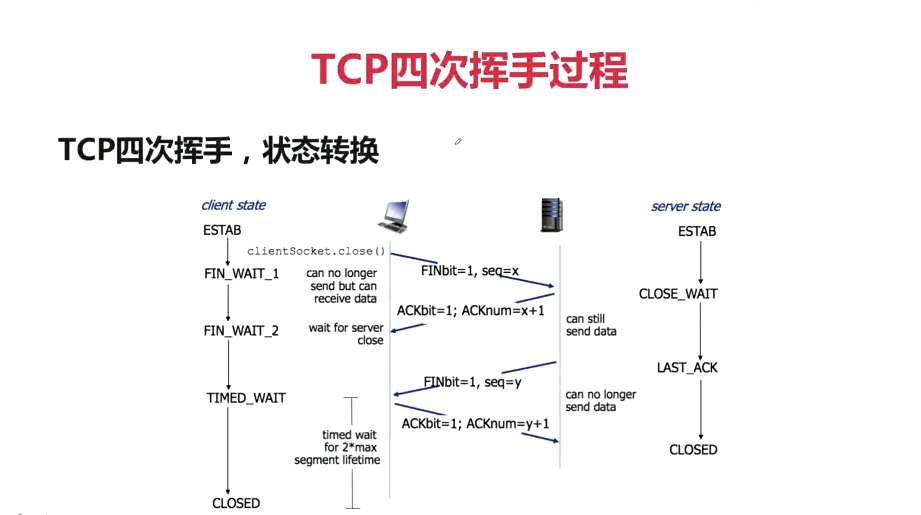 TCP四次挥手过程
TCP四次挥手，状态转换
client state
server state
ESTAB
ESTAB
clientSocket.close()
FINbit=1, seq=x
FIN_WAIT_1
can no longer
send but can
receive data
CLOSE_WAIT
ACKbit=1; ACKnum=x+1
can still
send data
FIN_WAIT_2
wait for server
close
LAST_ACK
FINbit=1, seq=y
can no longer
send data
TIMED_WAIT
ACKbit=1; ACKnum=y+1
timed wait
for 2*max
segment lifetime
CLOSED
CLOSED